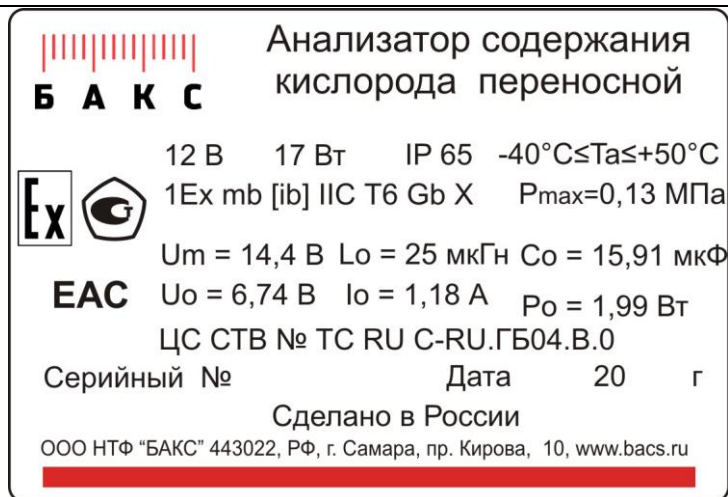 Анализатор содержания
кислорода переносной
БАКС
12 В 17 Вт IP 65 -40°C≤Ta≤+50°C
1Ex mb [ib] IIC T6 Gb X Pmax=0,13 МПа
Ex
Um = 14,4 В Lo = 25 мкГн Co = 15,91 мкФ
EAC Uo = 6,74 В Io = 1,18 А Po = 1,99 Вт
ЦС СТВ № ТС RU C-RU.ГБ04.В.0
Серийный № Дата 20 г
Сделано в России
ООО НТФ “БАКС” 443022, РФ, г. Самара, пр. Кирова, 10, www.bacs.ru